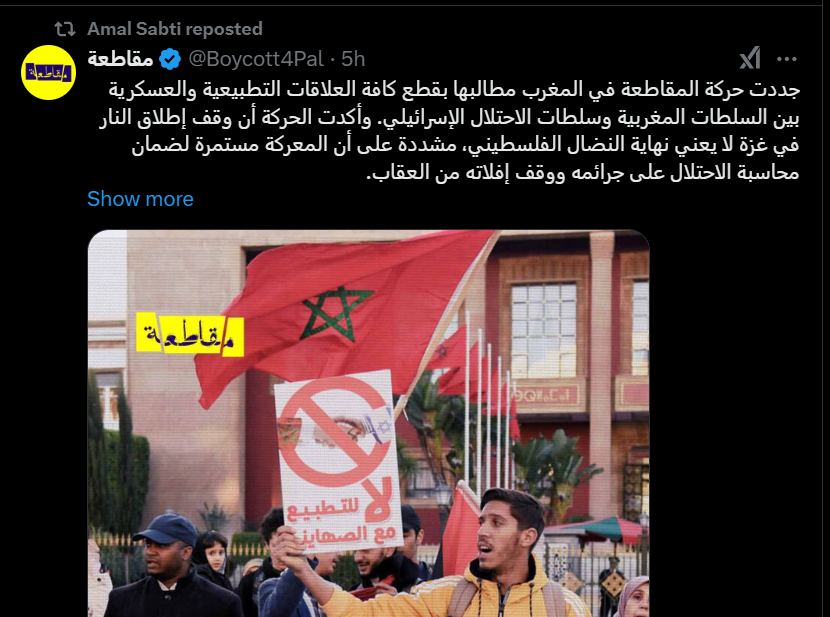 Amal Sabti reposted
مقاطعة @Boycott4Pal · 5h
جددت حركة المقاطعة في المغرب مطالبها بقطع كافة العلاقات التطبيعية والعسكرية
بين السلطات المغربية وسلطات الاحتلال الإسرائيلي. وأكدت الحركة أن وقف إطلاق النار
في غزة لا يعني نهاية النضال الفلسطيني، مشددة على أن المعركة مستمرة لضمان
محاسبة الاحتلال على جرائمه ووقف إفلاته من العقاب.
Show more
مقاطعة
لا
للتطبيع
مع الصهاينة